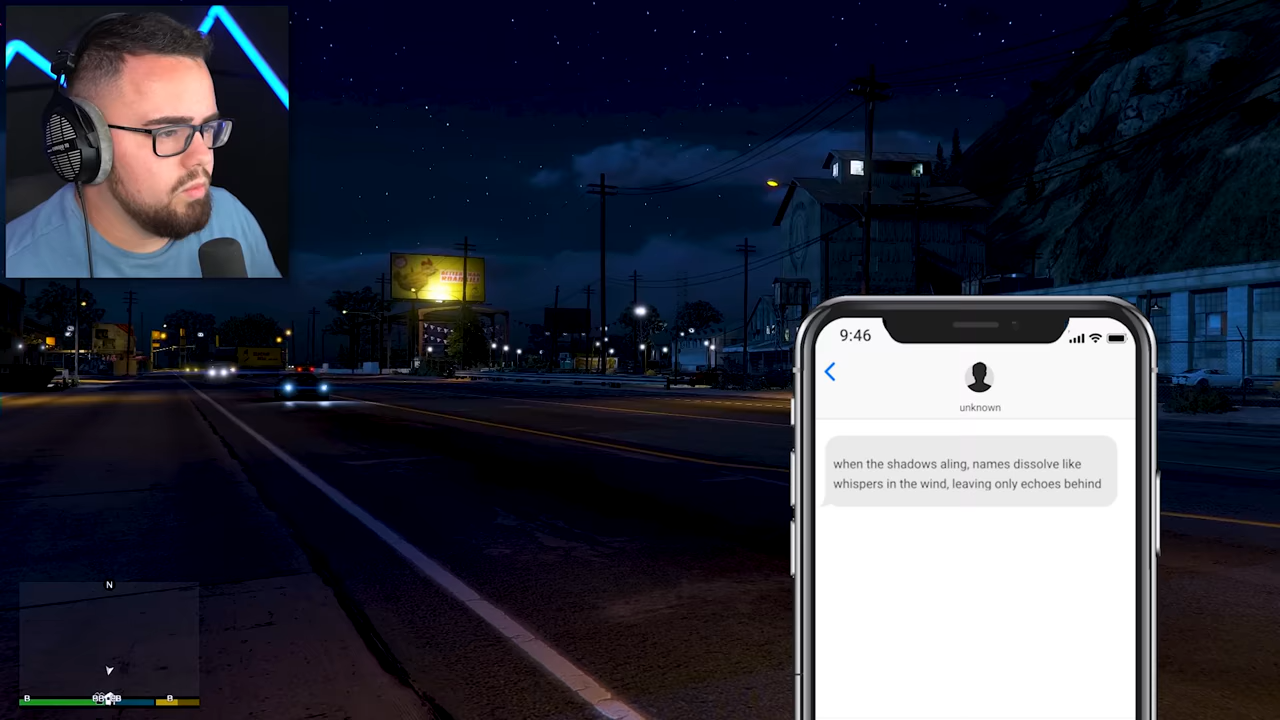 9:46
unknown
when the shadows aling, names dissolve like
whispers in the wind, leaving only echoes behind
N
B
B
B